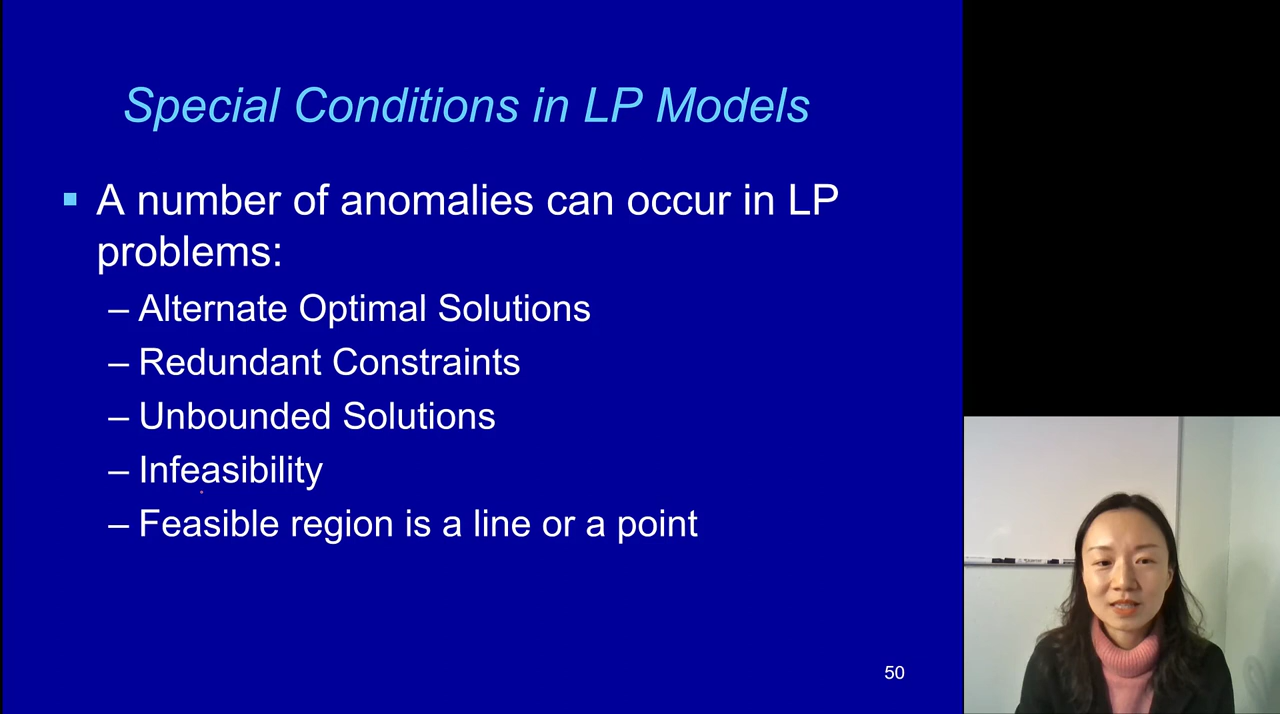 Special Conditions in LP Models
▪ A number of anomalies can occur in LP
problems:
– Alternate Optimal Solutions
– Redundant Constraints
– Unbounded Solutions
– Infeasibility
– Feasible region is a line or a point
50